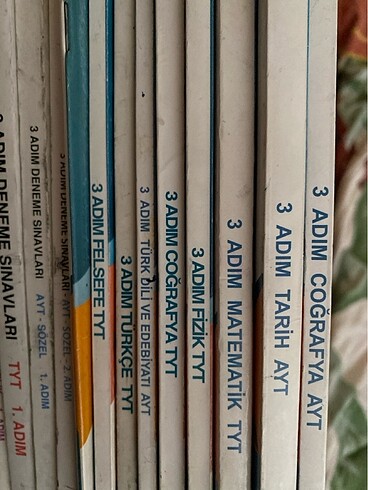 3 ADIM DENEME SINAVLARI TYT 1. ADIM
3 ADIM DENEME SINAVLARI AYT - SÖZEL 1. ADIM
3 ADIM DENEME SINAVLARI - AYT - SÖZEL - 2. ADIM
3 ADIM FELSEFE TYT
3 ADIM TÜRKÇE TYT
3 ADIM TÜRK DİLİ VE EDEBİYATI AYT
3 ADIM COĞRAFYA TYT
3 ADIM FİZİK TYT
3 ADIM MATEMATİK TYT
3 ADIM TARİH AYT
3 ADIM COĞRAFYA AYT